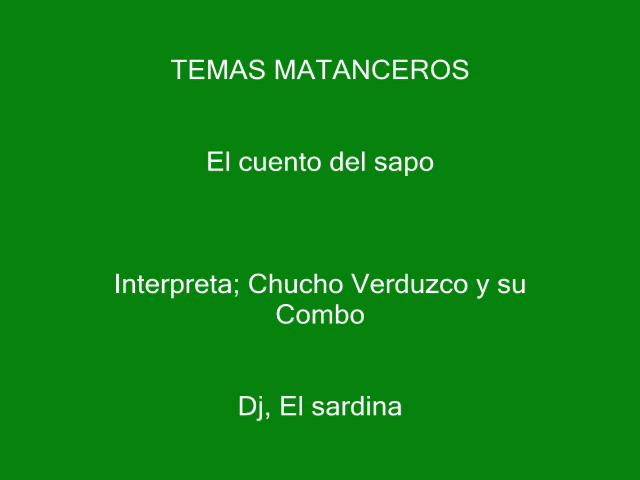 TEMAS MATANCEROS
El cuento del sapo
Interpreta; Chucho Verduzco y su
Combo
Dj, El sardina